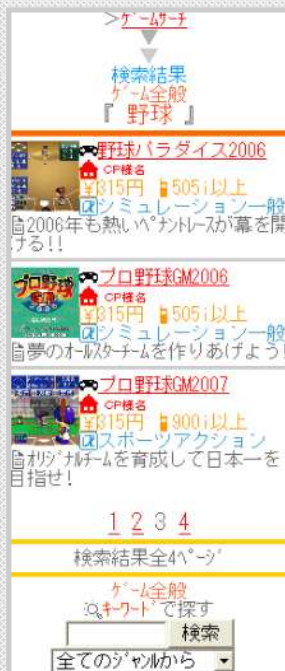 >ｹﾞｰﾑｻｰﾁ
検索結果
ｹﾞｰﾑ全般
『 野球 』
野球パラダイス2006
CP様名
¥315円 505i以上
シミュレーション一般
2006年も熱いﾍﾟﾅﾝﾄﾚｰｽが幕を開
ける!!
プロ野球GM2006
CP様名
¥315円 505i以上
シミュレーション一般
夢のｵｰﾙｽﾀｰﾁｰﾑを作りあげよう!
プロ野球GM2007
CP様名
¥315円 900i以上
スポーツアクション
ｵﾘｼﾞﾅﾙﾁｰﾑを育成して日本一を
目指せ!
1 2 3 4
検索結果全4ﾍﾟｰｼﾞ
ｹﾞｰﾑ全般
ｷｰﾜｰﾄﾞで探す
検索
全てのｼﾞｬﾝﾙから